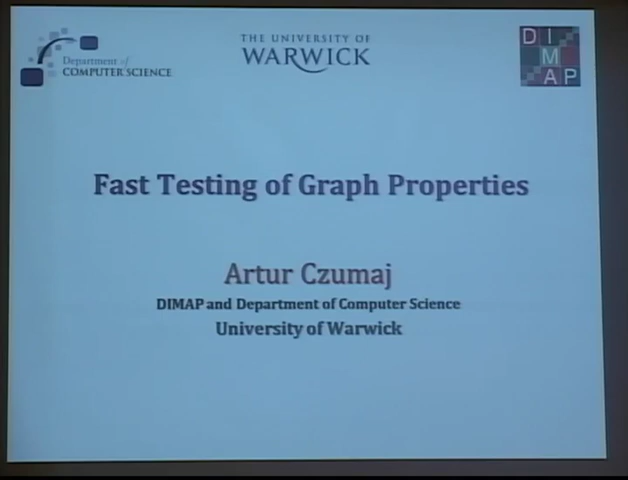 Department of
COMPUTER SCIENCE
THE UNIVERSITY OF
WARWICK
DI
M
AP
Fast Testing of Graph Properties
Artur Czumaj
DIMAP and Department of Computer Science
University of Warwick